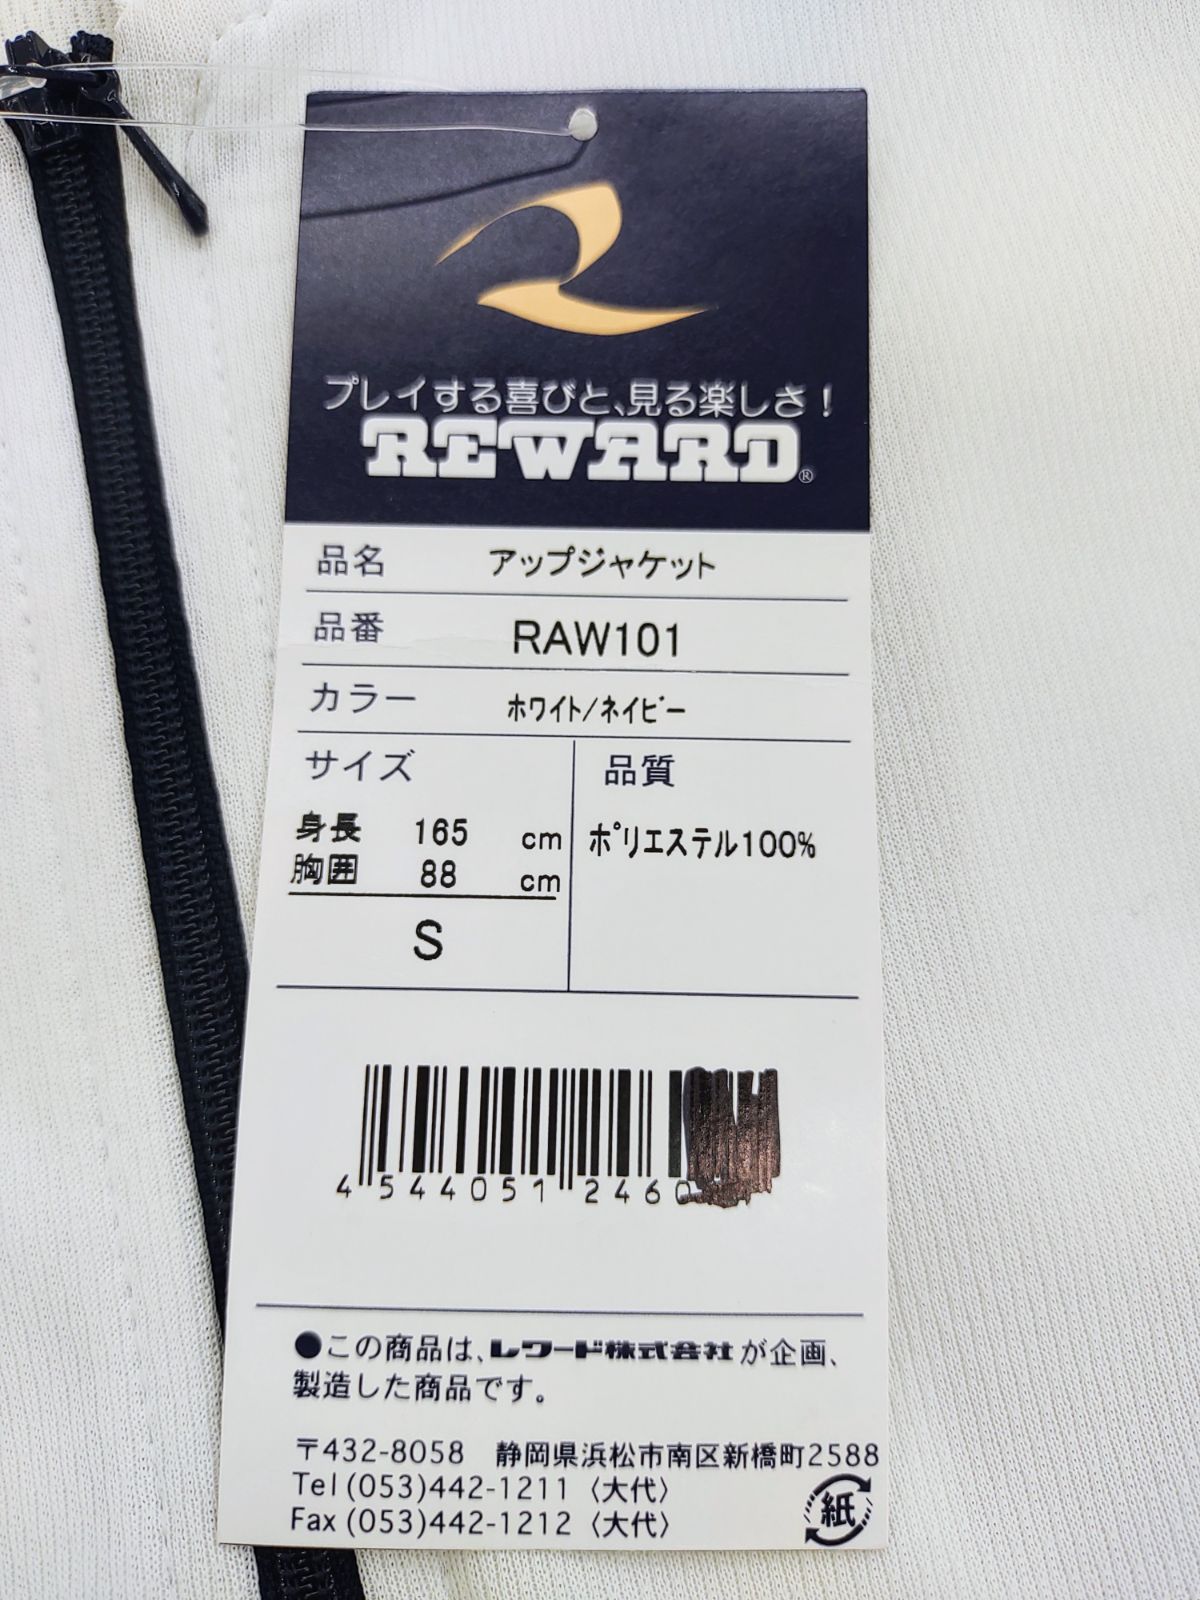 プレイする喜びと、見る楽しさ!
REWARD®
品名 アップジャケット
品番 RAW101
カラー ホワイト/ネイビー
サイズ 品質
身長 165 cm ポリエステル100%
胸囲 88 cm
S
4 544051 2460
●この商品は、レワード株式会社が企画、
製造した商品です。
〒432-8058 静岡県浜松市南区新橋町2588
Tel (053)442-1211〈大代〉
Fax (053)442-1212〈大代〉
紙